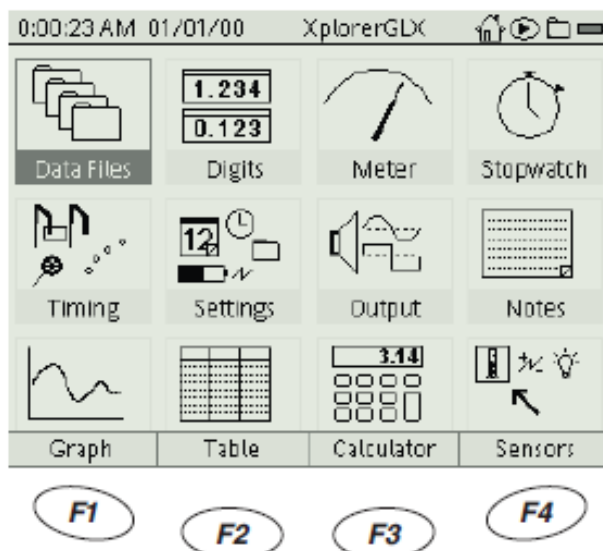 0:00:23 AM 01/01/00 XplorerGLX
1.234
0.123
Data Files Digits Meter Stopwatch
12
Timing Settings Output Notes
3.14
Graph Table Calculator Sensors
F1 F2 F3 F4